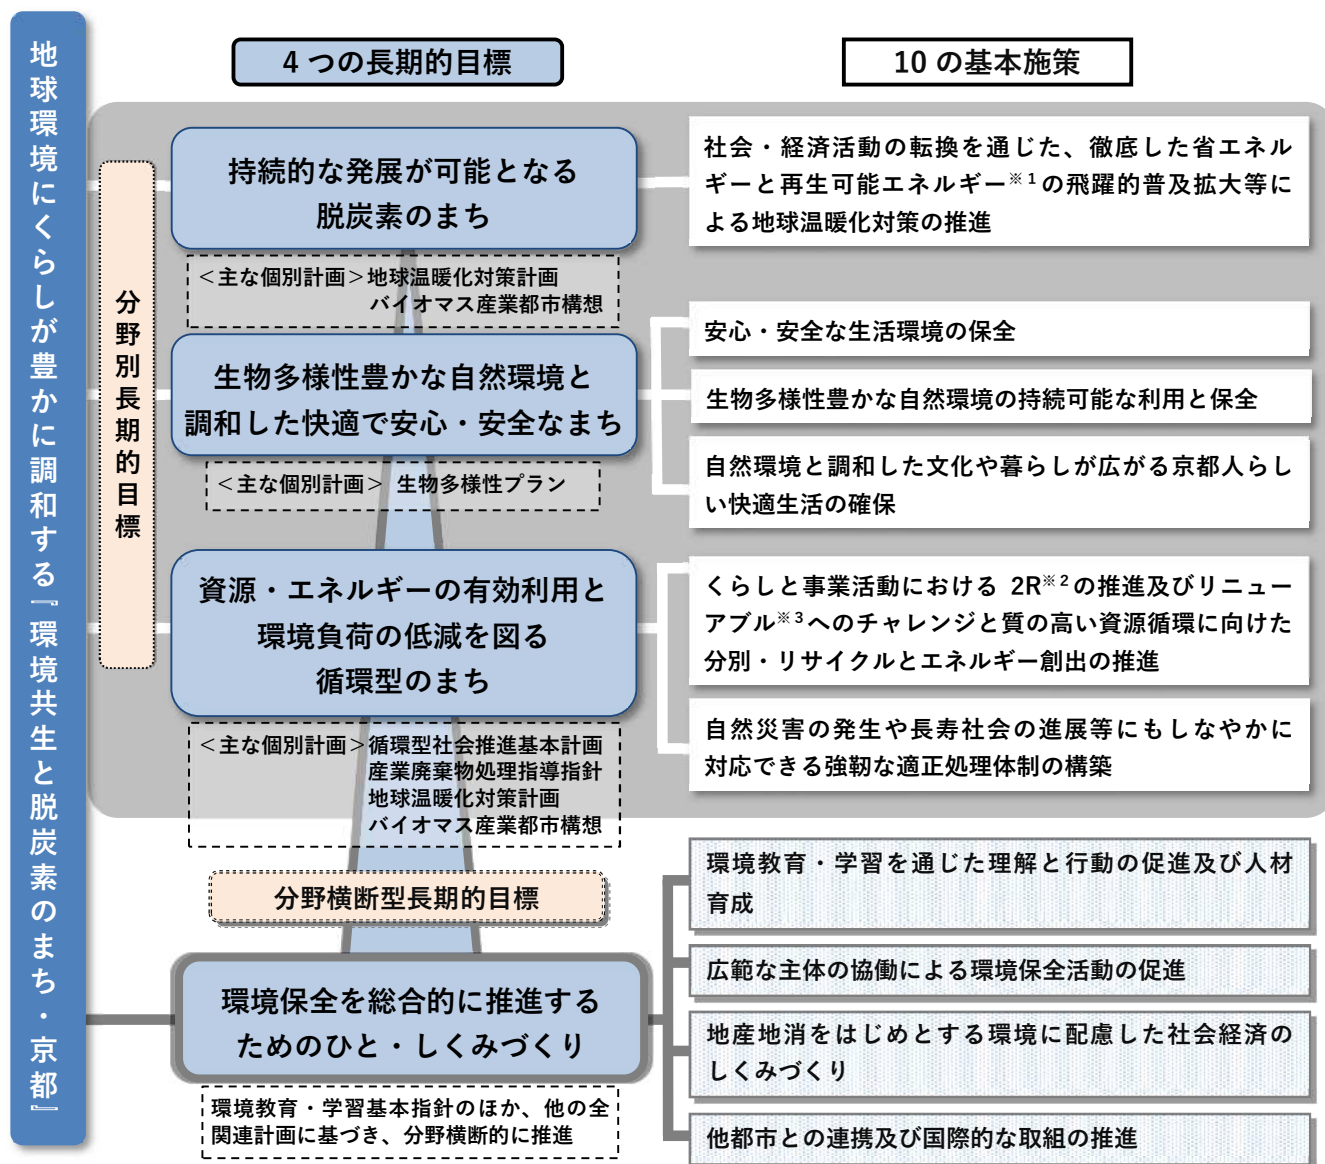 地球環境にくらしが豊かに調和する『環境共生と脱炭素のまち・京都』
4 つの長期的目標
10 の基本施策
分野別長期的目標
持続的な発展が可能となる
脱炭素のまち
<主な個別計画>地球温暖化対策計画
バイオマス産業都市構想
社会・経済活動の転換を通じた、徹底した省エネル
ギーと再生可能エネルギー※1の飛躍的普及拡大等に
よる地球温暖化対策の推進
生物多様性豊かな自然環境と
調和した快適で安心・安全なまち
<主な個別計画> 生物多様性プラン
安心・安全な生活環境の保全
生物多様性豊かな自然環境の持続可能な利用と保全
自然環境と調和した文化や暮らしが広がる京都人らし
い快適生活の確保
資源・エネルギーの有効利用と
環境負荷の低減を図る
循環型のまち
<主な個別計画>循環型社会推進基本計画
産業廃棄物処理指導指針
地球温暖化対策計画
バイオマス産業都市構想
くらしと事業活動における 2R※2の推進及びリニュー
アブル※3へのチャレンジと質の高い資源循環に向けた
分別・リサイクルとエネルギー創出の推進
自然災害の発生や長寿社会の進展等にもしなやかに
対応できる強靭な適正処理体制の構築
分野横断型長期的目標
環境保全を総合的に推進する
ためのひと・しくみづくり
環境教育・学習基本指針のほか、他の全
関連計画に基づき、分野横断的に推進
環境教育・学習を通じた理解と行動の促進及び人材
育成
広範な主体の協働による環境保全活動の促進
地産地消をはじめとする環境に配慮した社会経済の
しくみづくり
他都市との連携及び国際的な取組の推進